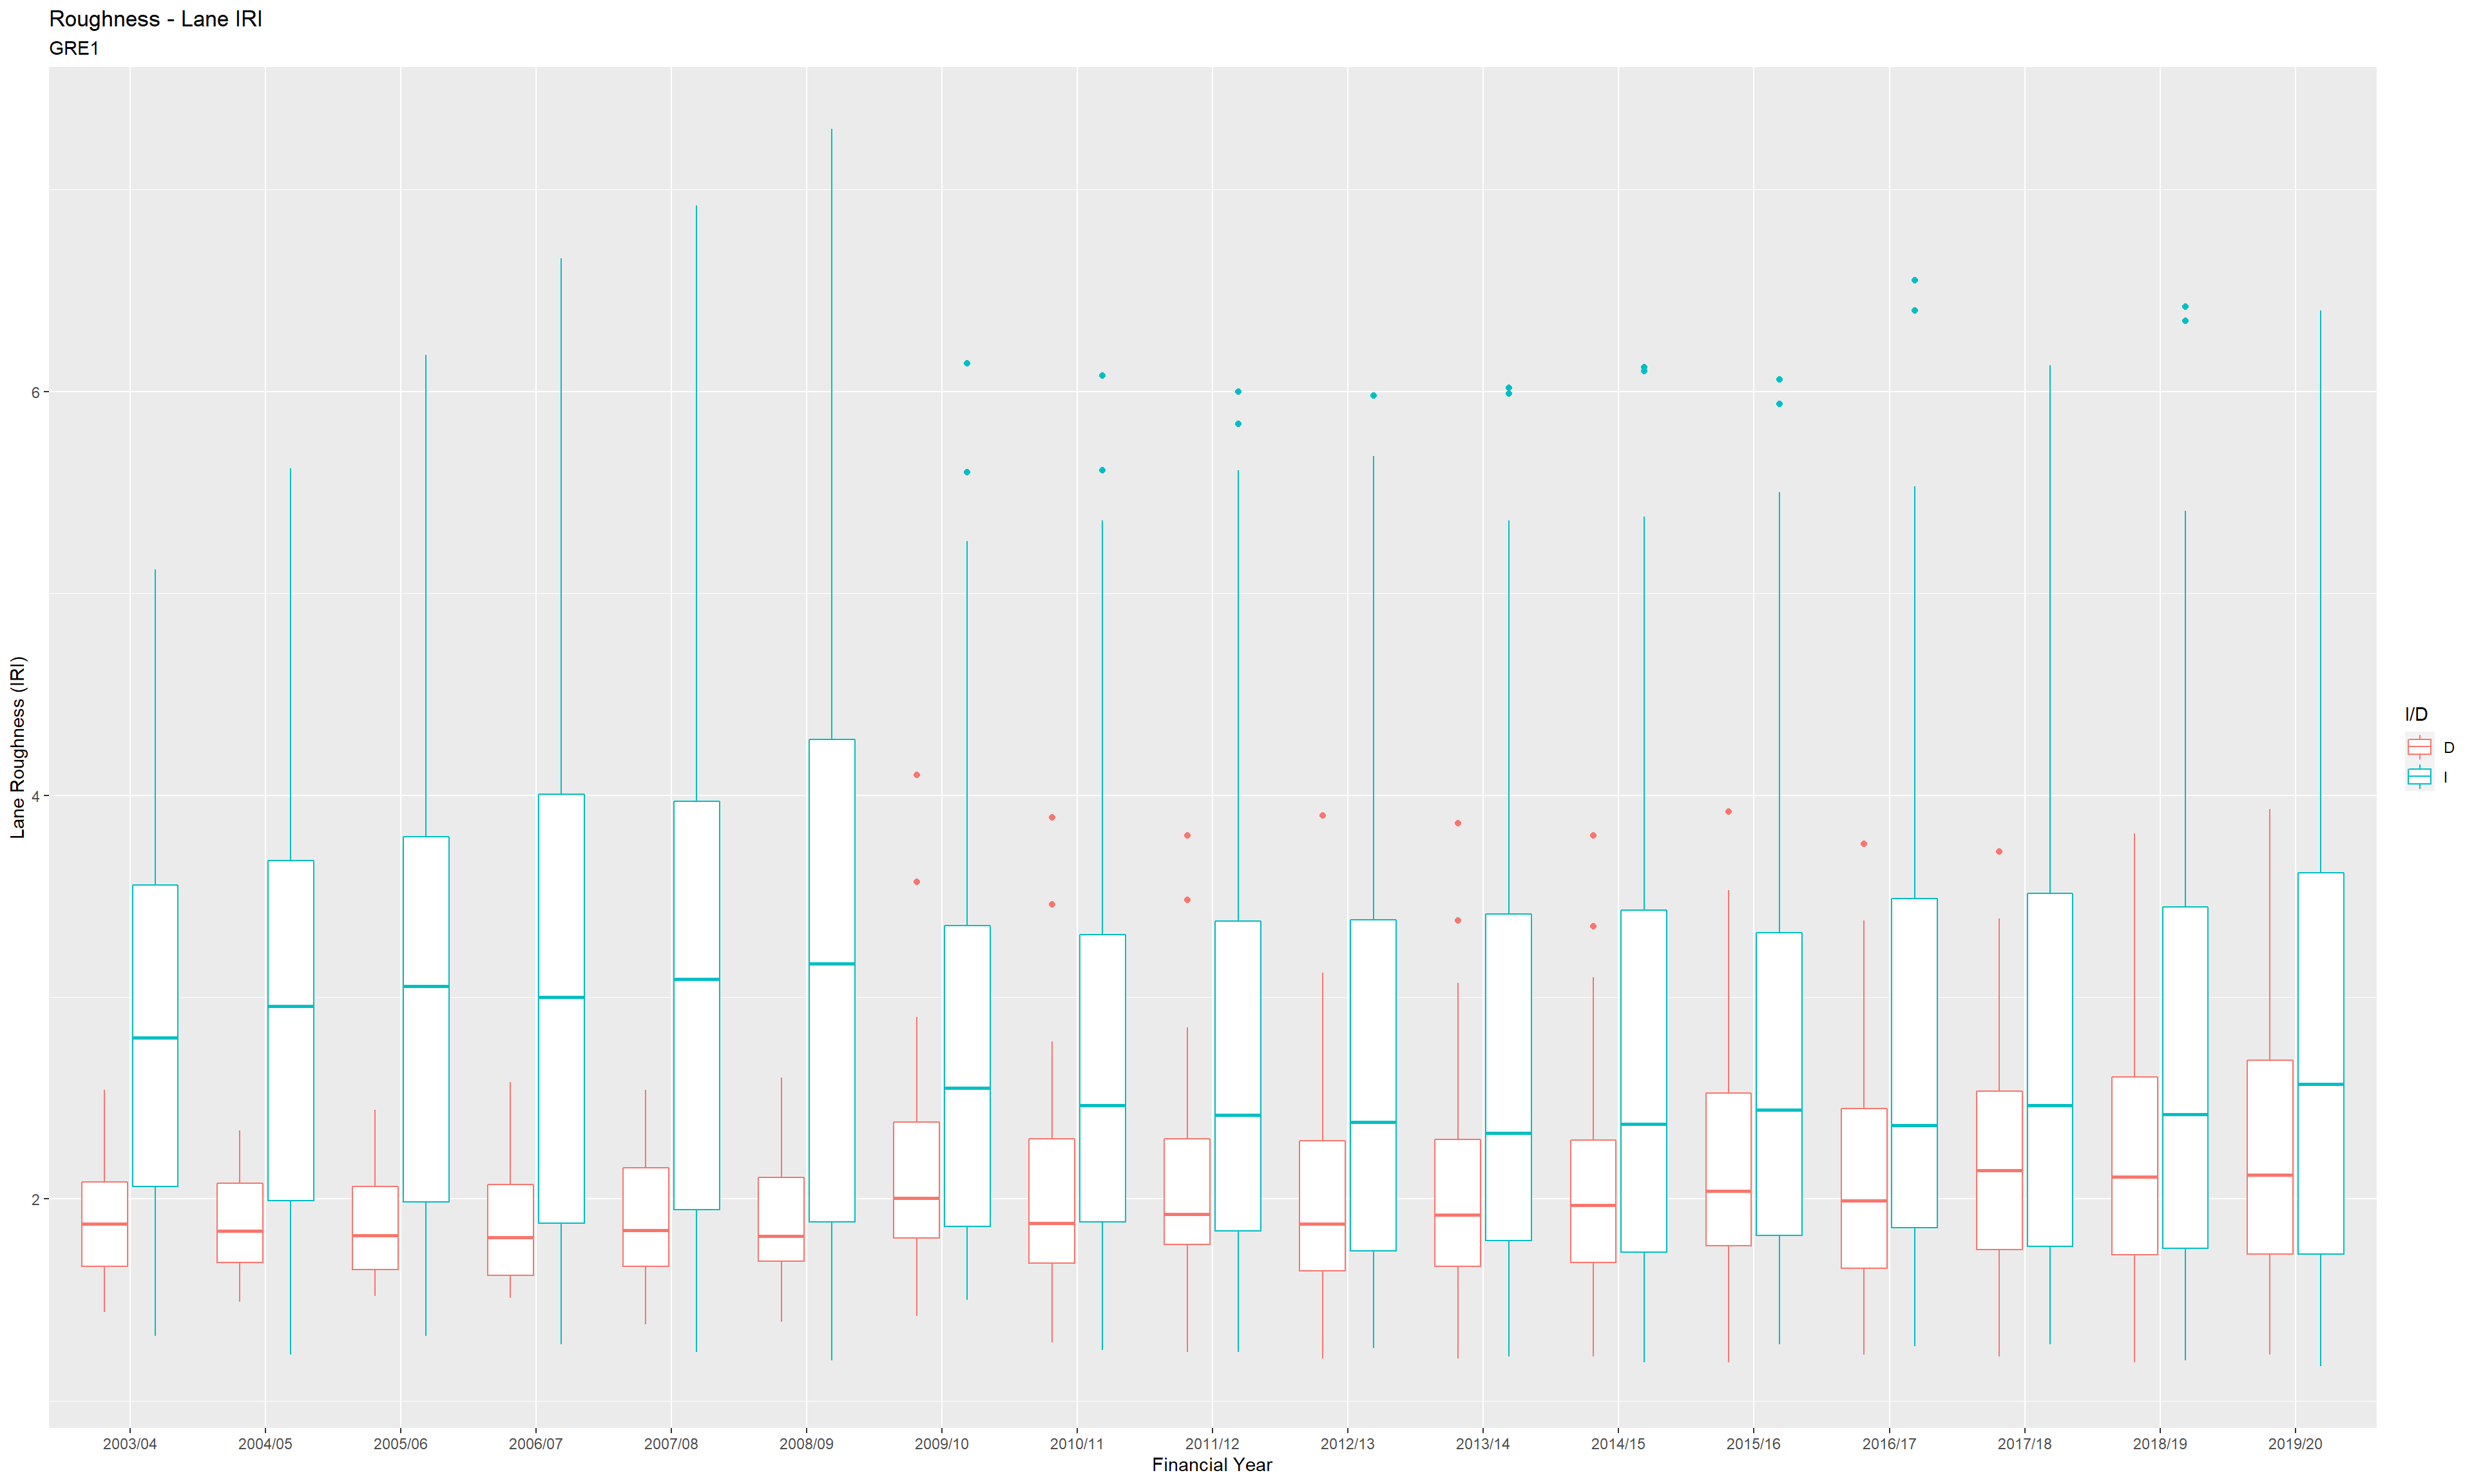 Roughness - Lane IRI
GRE1
Lane Roughness (IRI)
6
4
2
2003/04 2004/05 2005/06 2006/07 2007/08 2008/09 2009/10 2010/11 2011/12 2012/13 2013/14 2014/15 2015/16 2016/17 2017/18 2018/19 2019/20
Financial Year
I/D
D
I